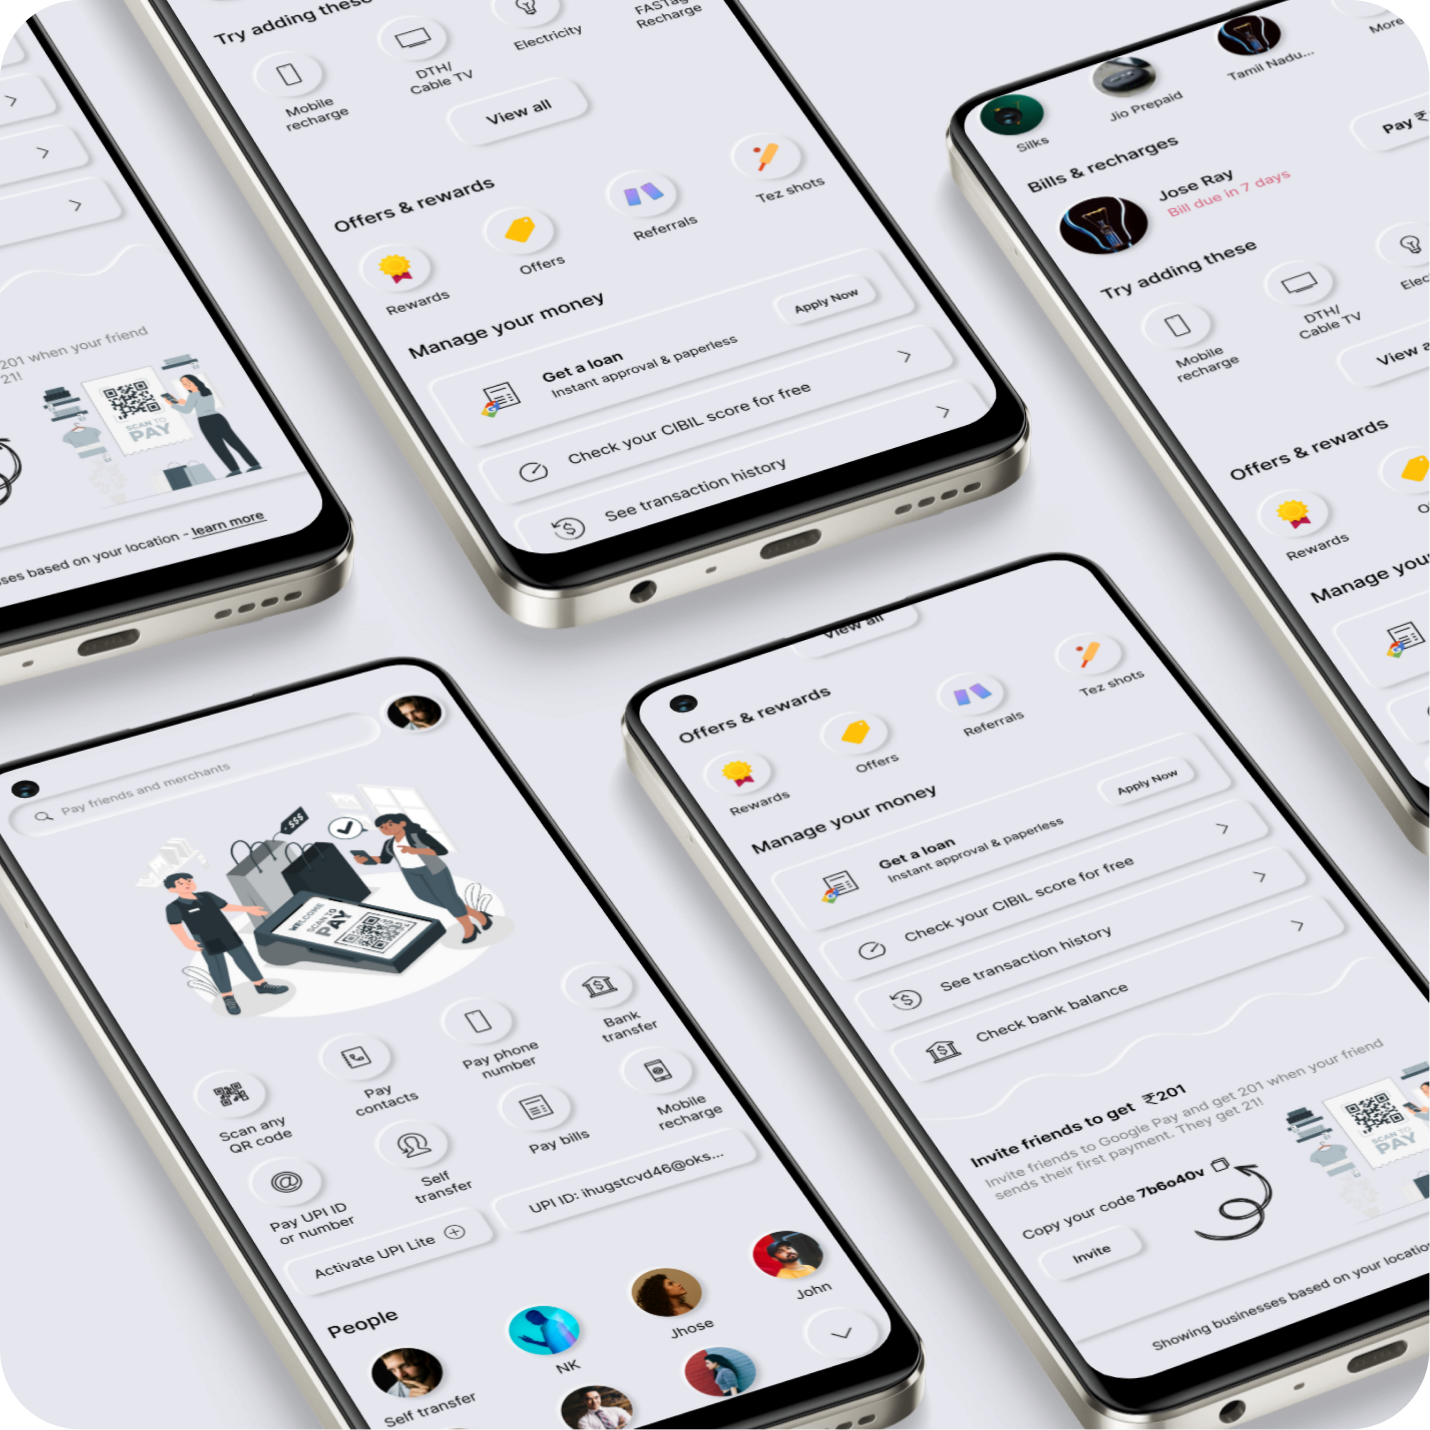 201 when your friend
21!
SCAN TO
PAY
based on your location - learn more
Try adding these
Mobile
recharge
DTH/
Cable TV
Electricity
FASTag
Recharge
View all
Offers & rewards
Rewards
Offers
Referrals
Tez shots
Manage your money
Get a loan
Instant approval & paperless
Apply Now
Check your CIBIL score for free
See transaction history
Silks
Jio Prepaid
Tamil Nadu...
More
Bills & recharges
Jose Ray
Bill due in 7 days
Pay ₹
Try adding these
Mobile
recharge
DTH/
Cable TV
Elec
View a
Offers & rewards
Rewards
O
Manage you
Pay friends and merchants
$$$
WELCOME
SCAN TO
PAY
Scan any
QR code
Pay
contacts
Pay phone
number
Bank
transfer
Pay UPI ID
or number
Self
transfer
Pay bills
Mobile
recharge
Activate UPI Lite
UPI ID: ihugstcvd46@oks...
People
Self transfer
NK
Jhose
John
View all
Offers & rewards
Rewards
Offers
Referrals
Tez shots
Manage your money
Get a loan
Instant approval & paperless
Apply Now
Check your CIBIL score for free
See transaction history
Check bank balance
Invite friends to get ₹201
Invite friends to Google Pay and get 201 when your friend
sends their first payment. They get 21!
Copy your code 7b6o40v
Invite
SCAN TO
PAY
Showing businesses based on your location